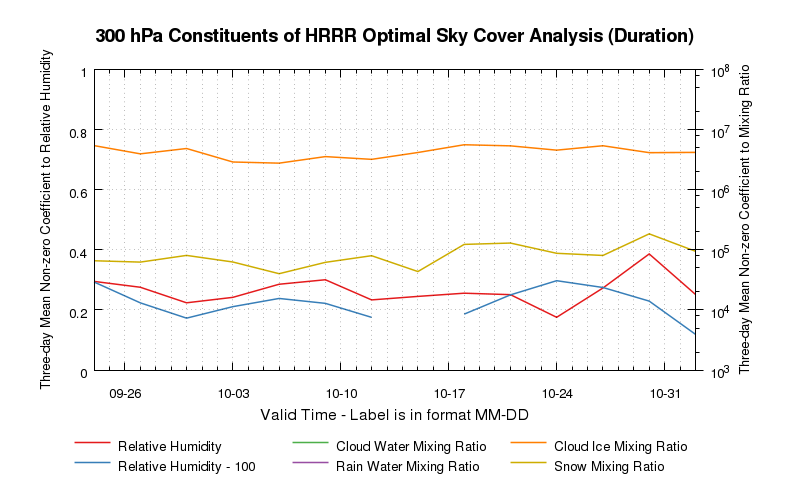 300 hPa Constituents of HRRR Optimal Sky Cover Analysis (Duration)
Three-day Mean Non-zero Coefficient to Relative Humidity
1
0.8
0.6
0.4
0.2
0
10⁸
10⁷
10⁶
10⁵
10⁴
10³
Three-day Mean Non-zero Coefficient to Mixing Ratio
09-26 10-03 10-10 10-17 10-24 10-31
Valid Time - Label is in format MM-DD
Relative Humidity Cloud Water Mixing Ratio Cloud Ice Mixing Ratio
Relative Humidity - 100 Rain Water Mixing Ratio Snow Mixing Ratio